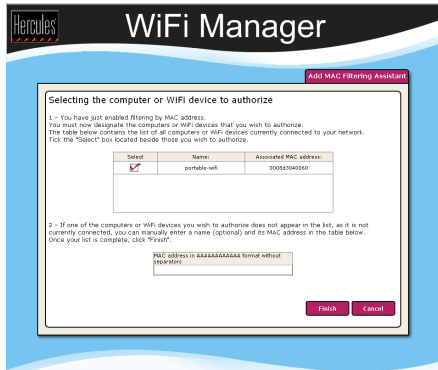 Hercules
WiFi Manager
Add MAC Filtering Assistant
Selecting the computer or WiFi device to authorize
1 - You have just enabled filtering by MAC address.
You must now designate the computers or WiFi devices that you wish to authorize.
The table below contains the list of all computers or WiFi devices currently connected to your network.
Tick the "Select" box located beside those you wish to authorize.
Select Name: Associated MAC address:
portable-wifi 0008d3040060
2 - If one of the computers or WiFi devices you wish to authorize does not appear in the list, as it is not
currently connected, you can manually enter a name (optional) and its MAC address in the table below.
Once your list is complete, click "Finish".
MAC address in AAAAAAAAAAAA format without
separators
Finish Cancel